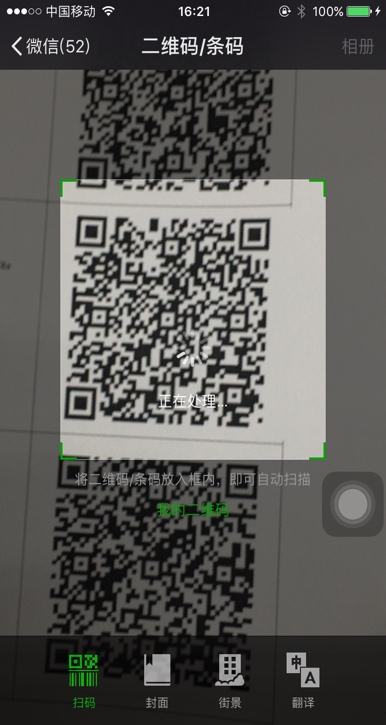 中国移动 16:21 100%
微信(52) 二维码/条码 相册
正在处理...
将二维码/条码放入框内，即可自动扫描
我的二维码
扫码 封面 街景 翻译
中 A